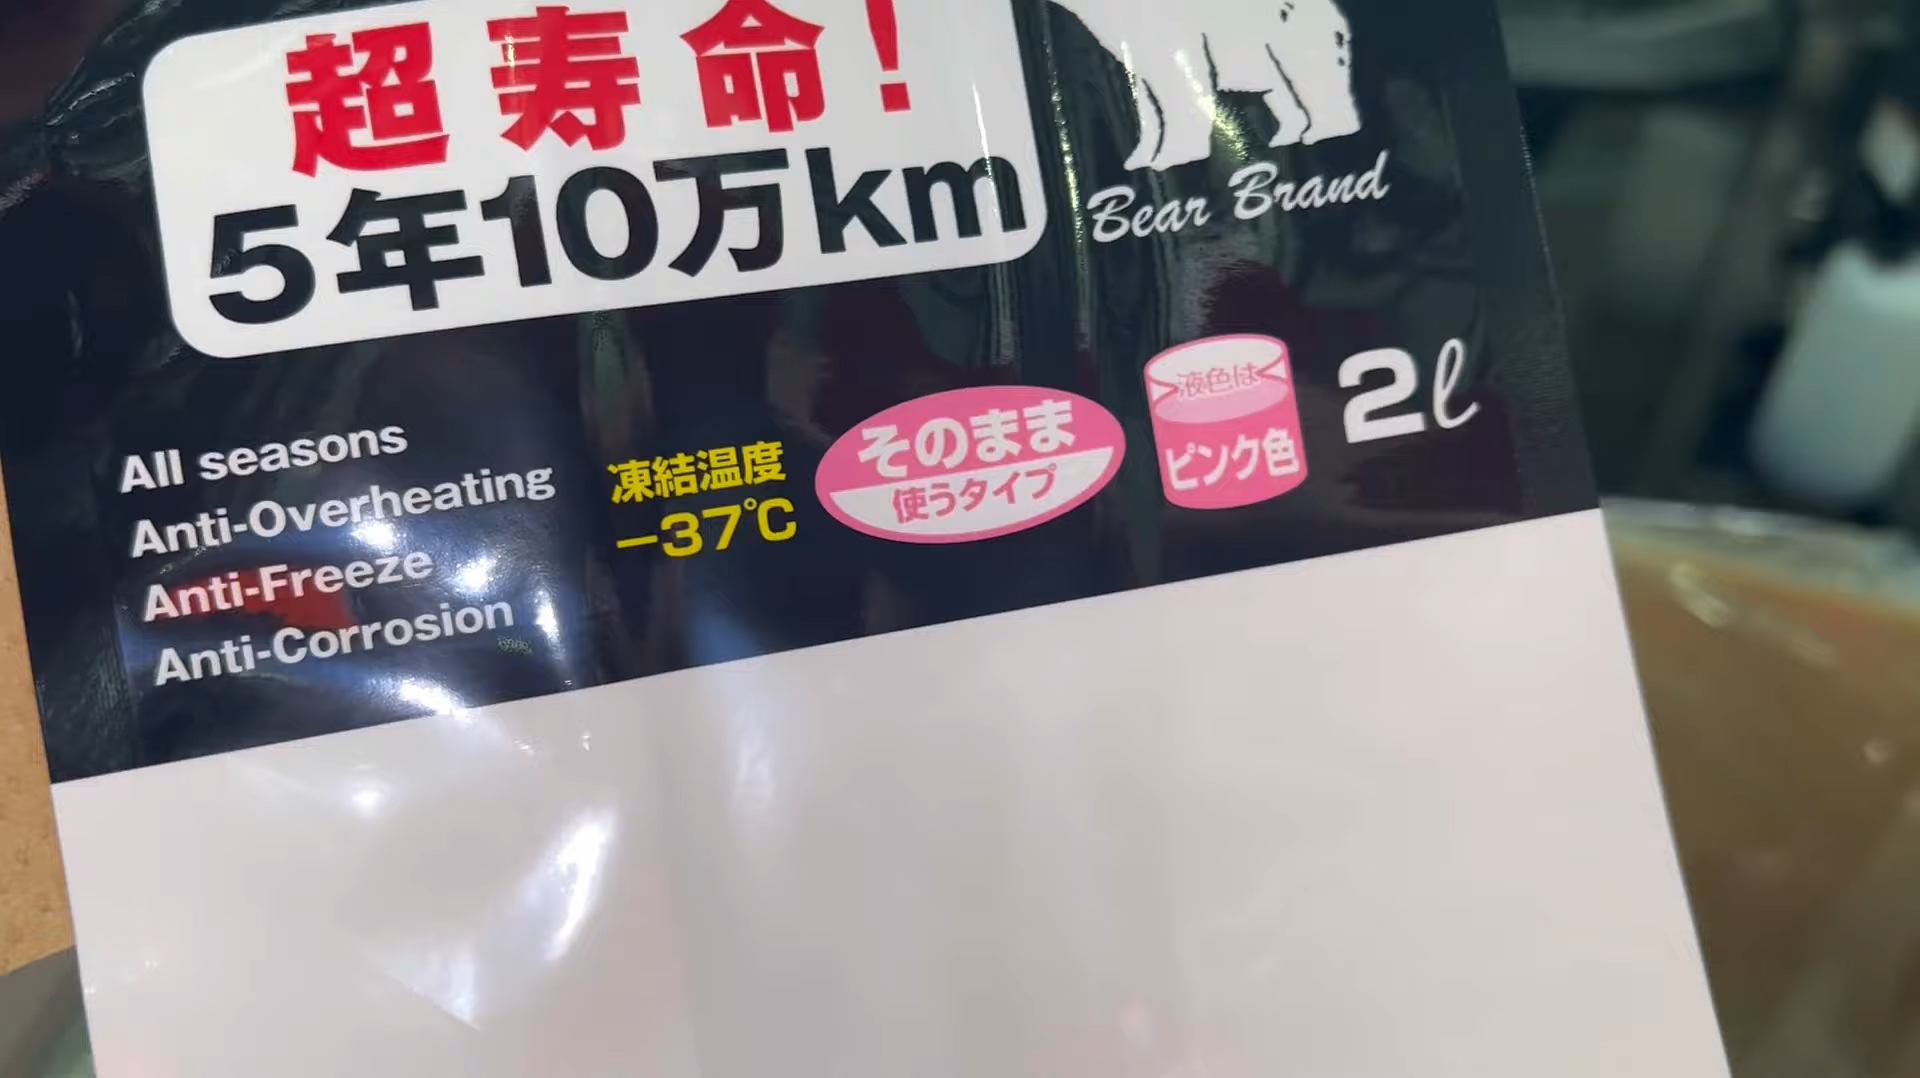 超寿命！
5年10万km
Bear Brand
All seasons
Anti-Overheating
Anti-Freeze
Anti-Corrosion
凍結温度
−37℃
そのまま
使うタイプ
液色は
ピンク色
2ℓ